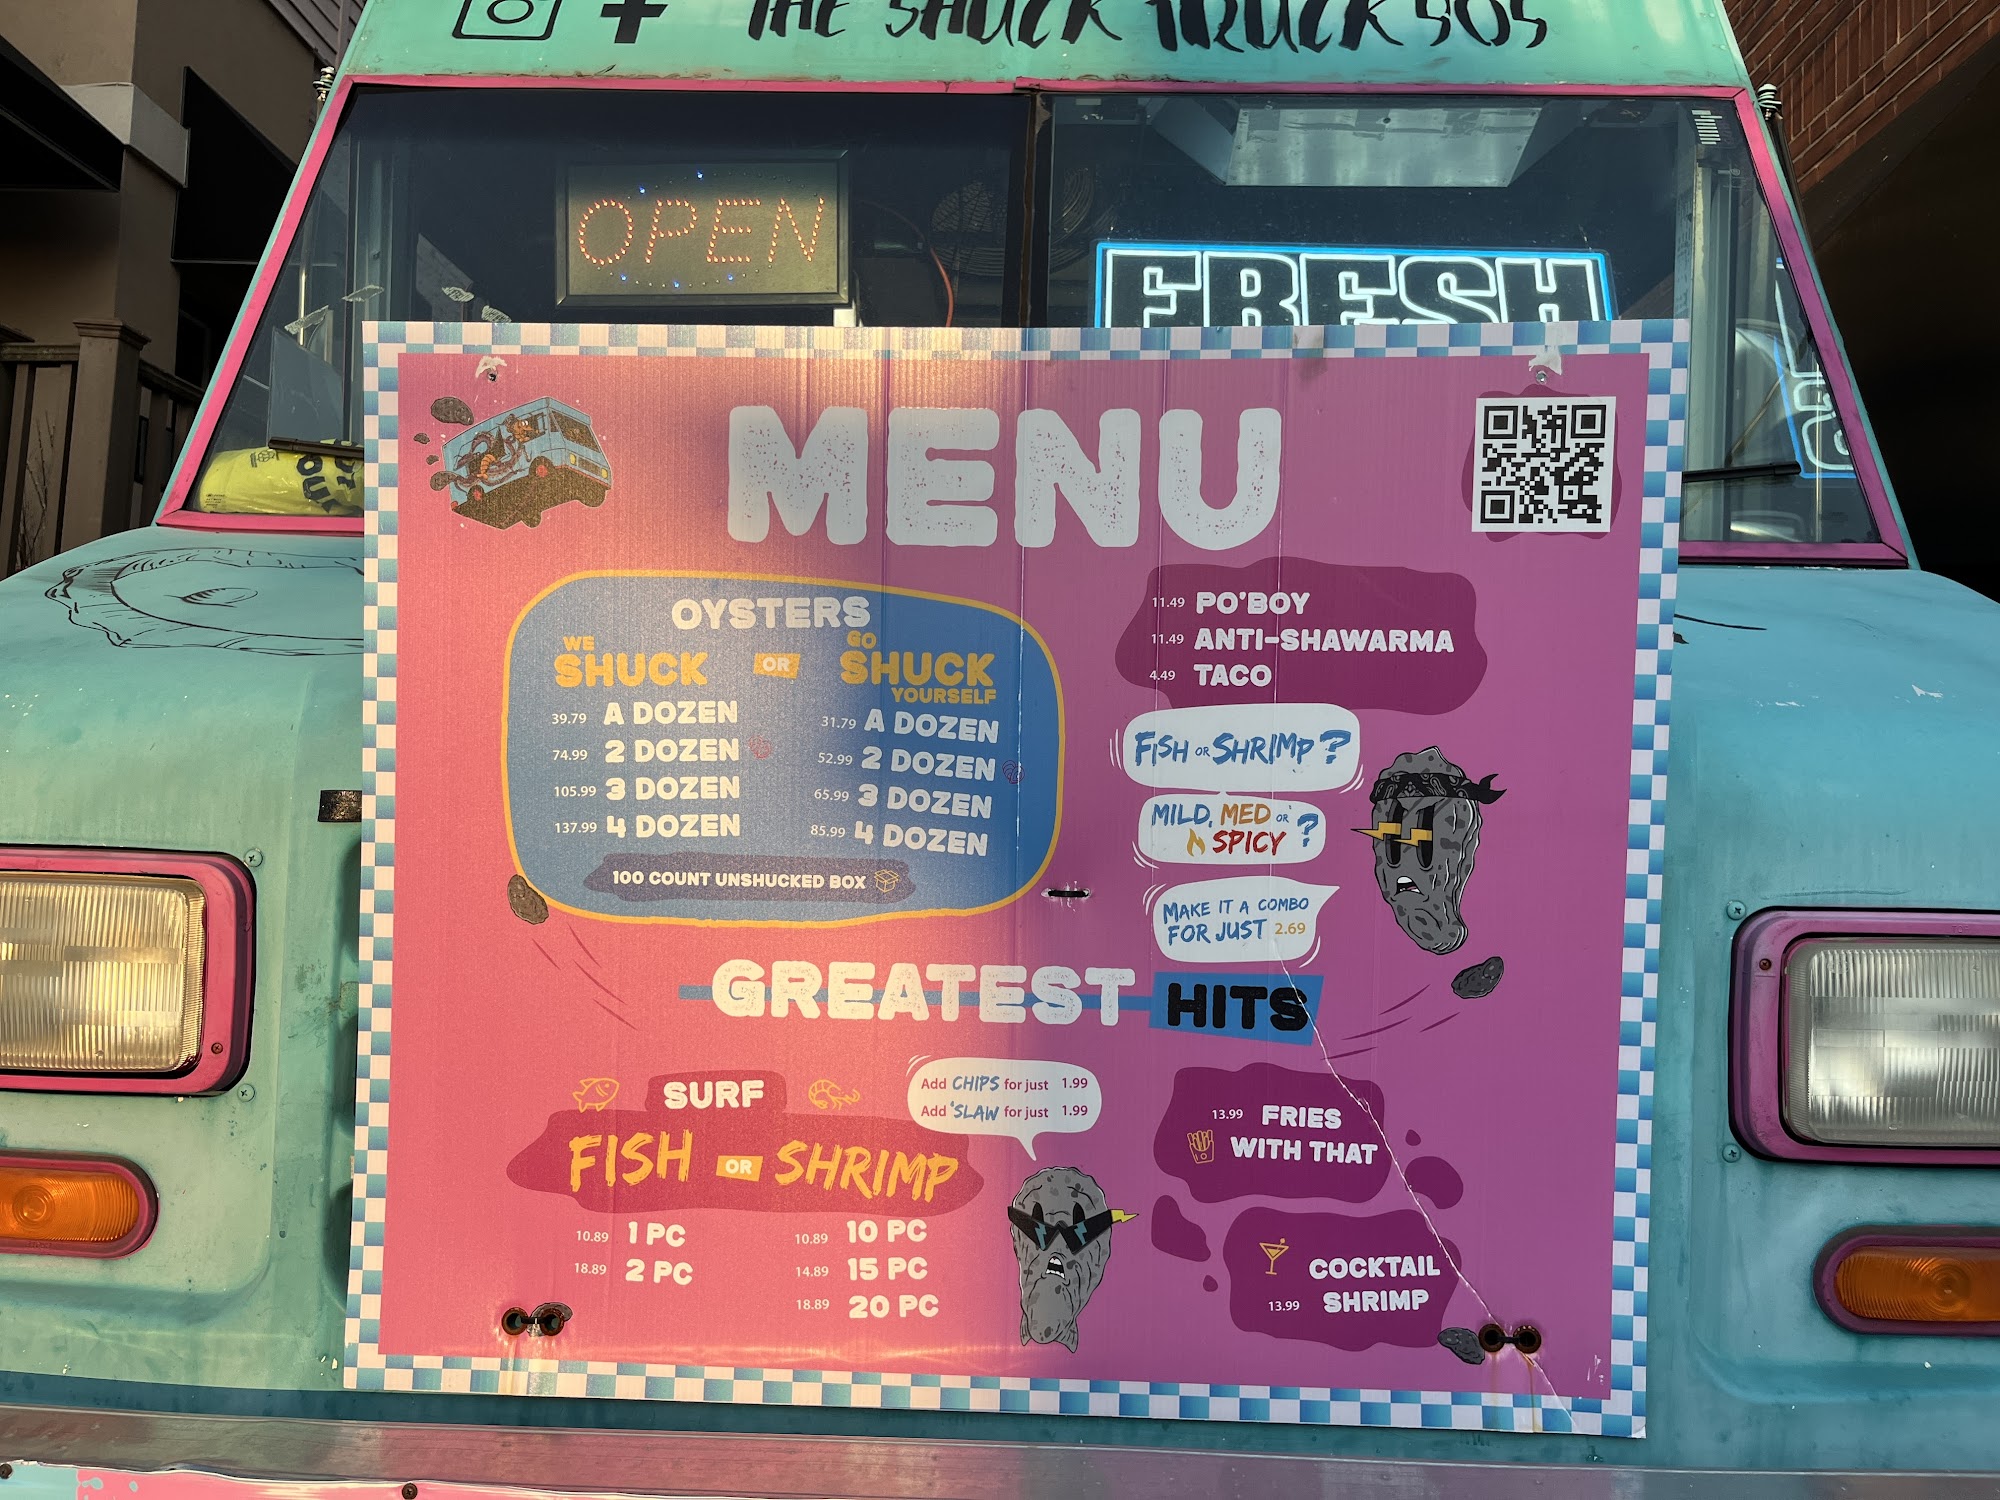 + THE SHUCK TRUCK 905
OPEN
FRESH
MENU
OYSTERS
WE
SHUCK
OR
GO
SHUCK
YOURSELF
39.79 A DOZEN
74.99 2 DOZEN
105.99 3 DOZEN
137.99 4 DOZEN
31.79 A DOZEN
52.99 2 DOZEN
65.99 3 DOZEN
85.99 4 DOZEN
100 COUNT UNSHUCKED BOX
11.49 PO'BOY
11.49 ANTI-SHAWARMA
4.49 TACO
FISH OR SHRIMP?
MILD, MED OR
SPICY ?
MAKE IT A COMBO
FOR JUST 2.69
GREATEST HITS
SURF
FISH OR SHRIMP
Add CHIPS for just 1.99
Add 'SLAW for just 1.99
10.89 1 PC
18.89 2 PC
10.89 10 PC
14.89 15 PC
18.89 20 PC
13.99 FRIES
WITH THAT
COCKTAIL
13.99 SHRIMP